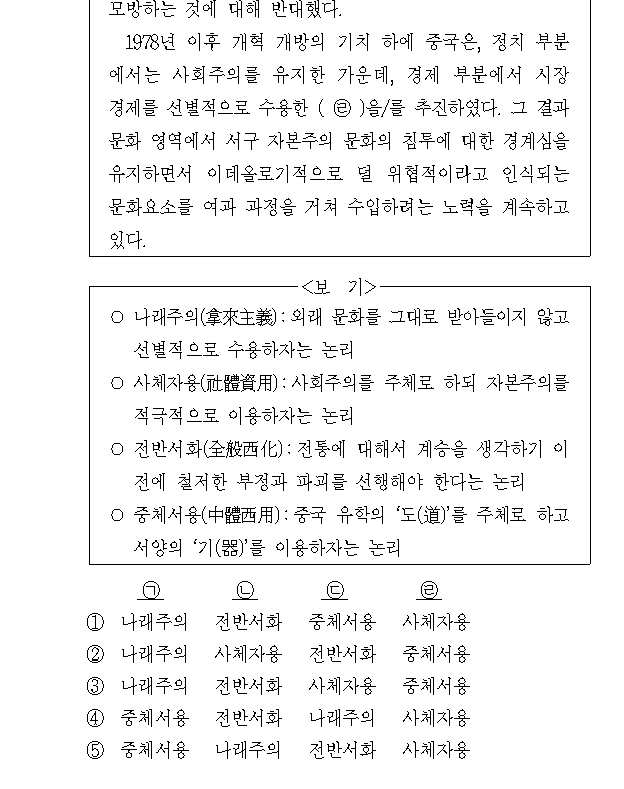 모방하는 것에 대해 반대했다.
1978년 이후 개혁 개방의 기치 하에 중국은, 정치 부분
에서는 사회주의를 유지한 가운데, 경제 부분에서 시장
경제를 선별적으로 수용한 ( ㉣ )을/를 추진하였다. 그 결과
문화 영역에서 서구 자본주의 문화의 침투에 대한 경계심을
유지하면서 이데올로기적으로 덜 위협적이라고 인식되는
문화요소를 여과 과정을 거쳐 수입하려는 노력을 계속하고
있다.
<보 기>
○ 나래주의(拿來主義) : 외래 문화를 그대로 받아들이지 않고
선별적으로 수용하자는 논리
○ 사체자용(社體資用) : 사회주의를 주체로 하되 자본주의를
적극적으로 이용하자는 논리
○ 전반서화(全般西化) : 전통에 대해서 계승을 생각하기 이
전에 철저한 부정과 파괴를 선행해야 한다는 논리
○ 중체서용(中體西用) : 중국 유학의 ‘도(道)’를 주체로 하고
서양의 ‘기(器)’를 이용하자는 논리
㉠ ㉡ ㉢ ㉣
① 나래주의 전반서화 중체서용 사체자용
② 나래주의 사체자용 전반서화 중체서용
③ 나래주의 전반서화 사체자용 중체서용
④ 중체서용 전반서화 나래주의 사체자용
⑤ 중체서용 나래주의 전반서화 사체자용